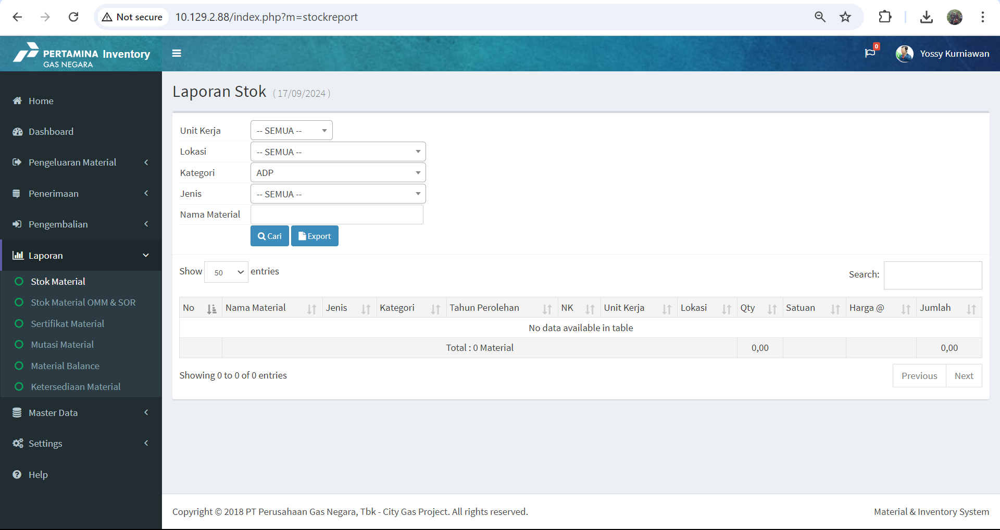 Not secure 10.129.2.88/index.php?m=stockreport
PERTAMINA Inventory
GAS NEGARA
0
Yossy Kurniawan
Home
Dashboard
Pengeluaran Material
Penerimaan
Pengembalian
Laporan
Stok Material
Stok Material OMM & SOR
Sertifikat Material
Mutasi Material
Material Balance
Ketersediaan Material
Master Data
Settings
Help
Laporan Stok ( 17/09/2024 )
Unit Kerja -- SEMUA --
Lokasi -- SEMUA --
Kategori ADP
Jenis -- SEMUA --
Nama Material
Cari Export
Show 50 entries Search:
No Nama Material Jenis Kategori Tahun Perolehan NK Unit Kerja Lokasi Qty Satuan Harga @ Jumlah
No data available in table
Total : 0 Material 0,00 0,00
Showing 0 to 0 of 0 entries Previous Next
Copyright © 2018 PT Perusahaan Gas Negara, Tbk - City Gas Project. All rights reserved. Material & Inventory System